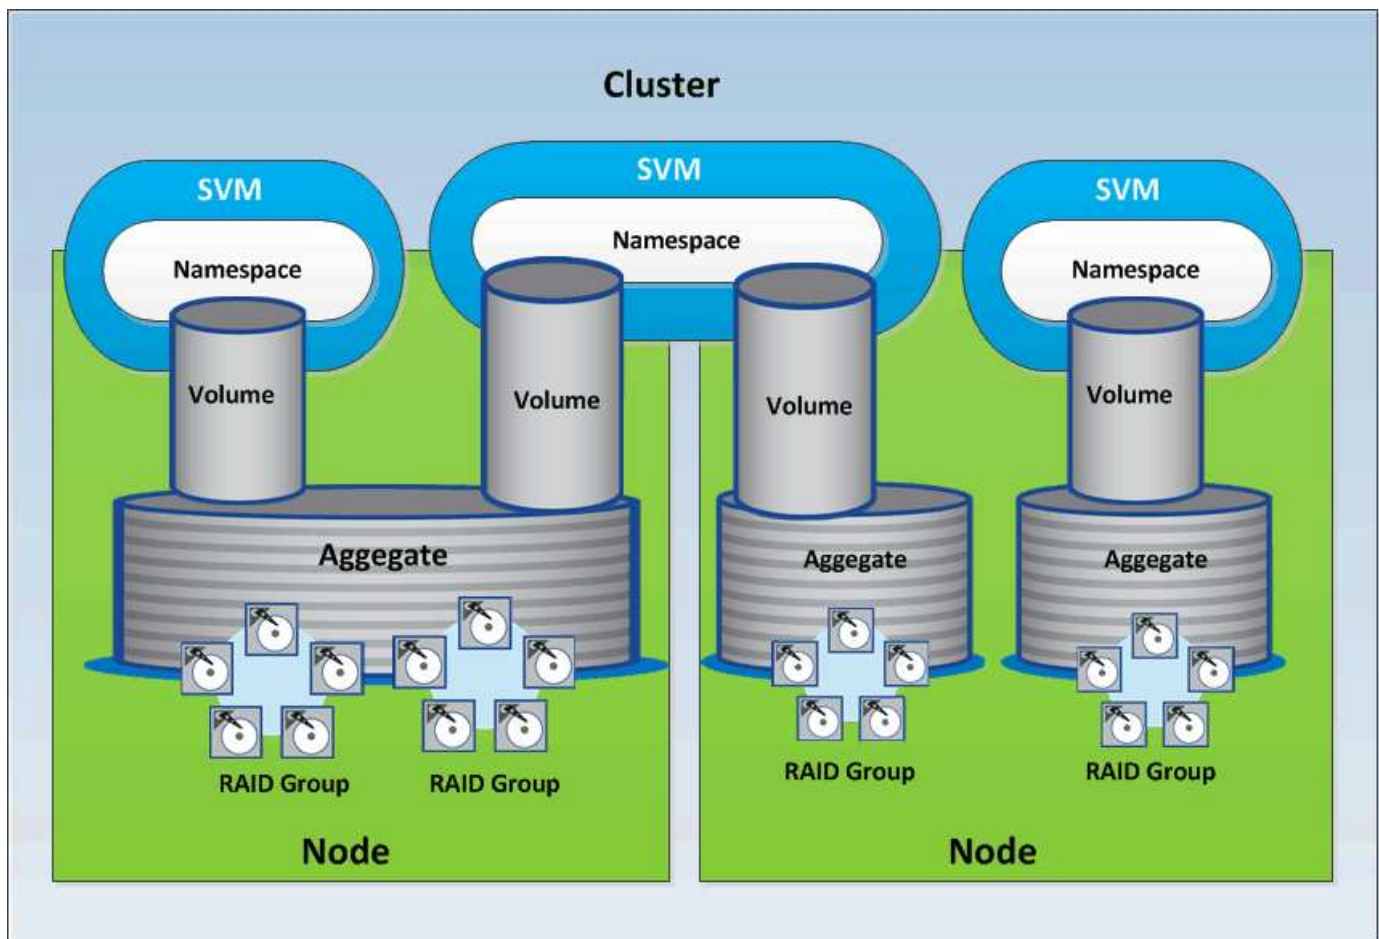 Cluster
SVM
SVM
SVM
Namespace
Namespace
Namespace
Volume
Volume
Volume
Volume
Aggegate
Aggegate
Aggegate
RAID Group
RAID Group
RAID Group
RAID Group
Node
Node